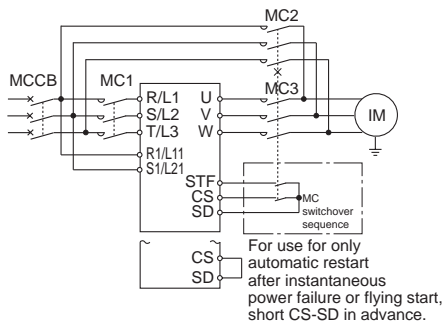 MC2
MCCB MC1 MC3
R/L1 U
S/L2 V IM
T/L3 W
R1/L11
S1/L21
STF
CS MC
SD switchover
sequence
CS
SD
For use for only
automatic restart
after instantaneous
power failure or flying start,
short CS-SD in advance.